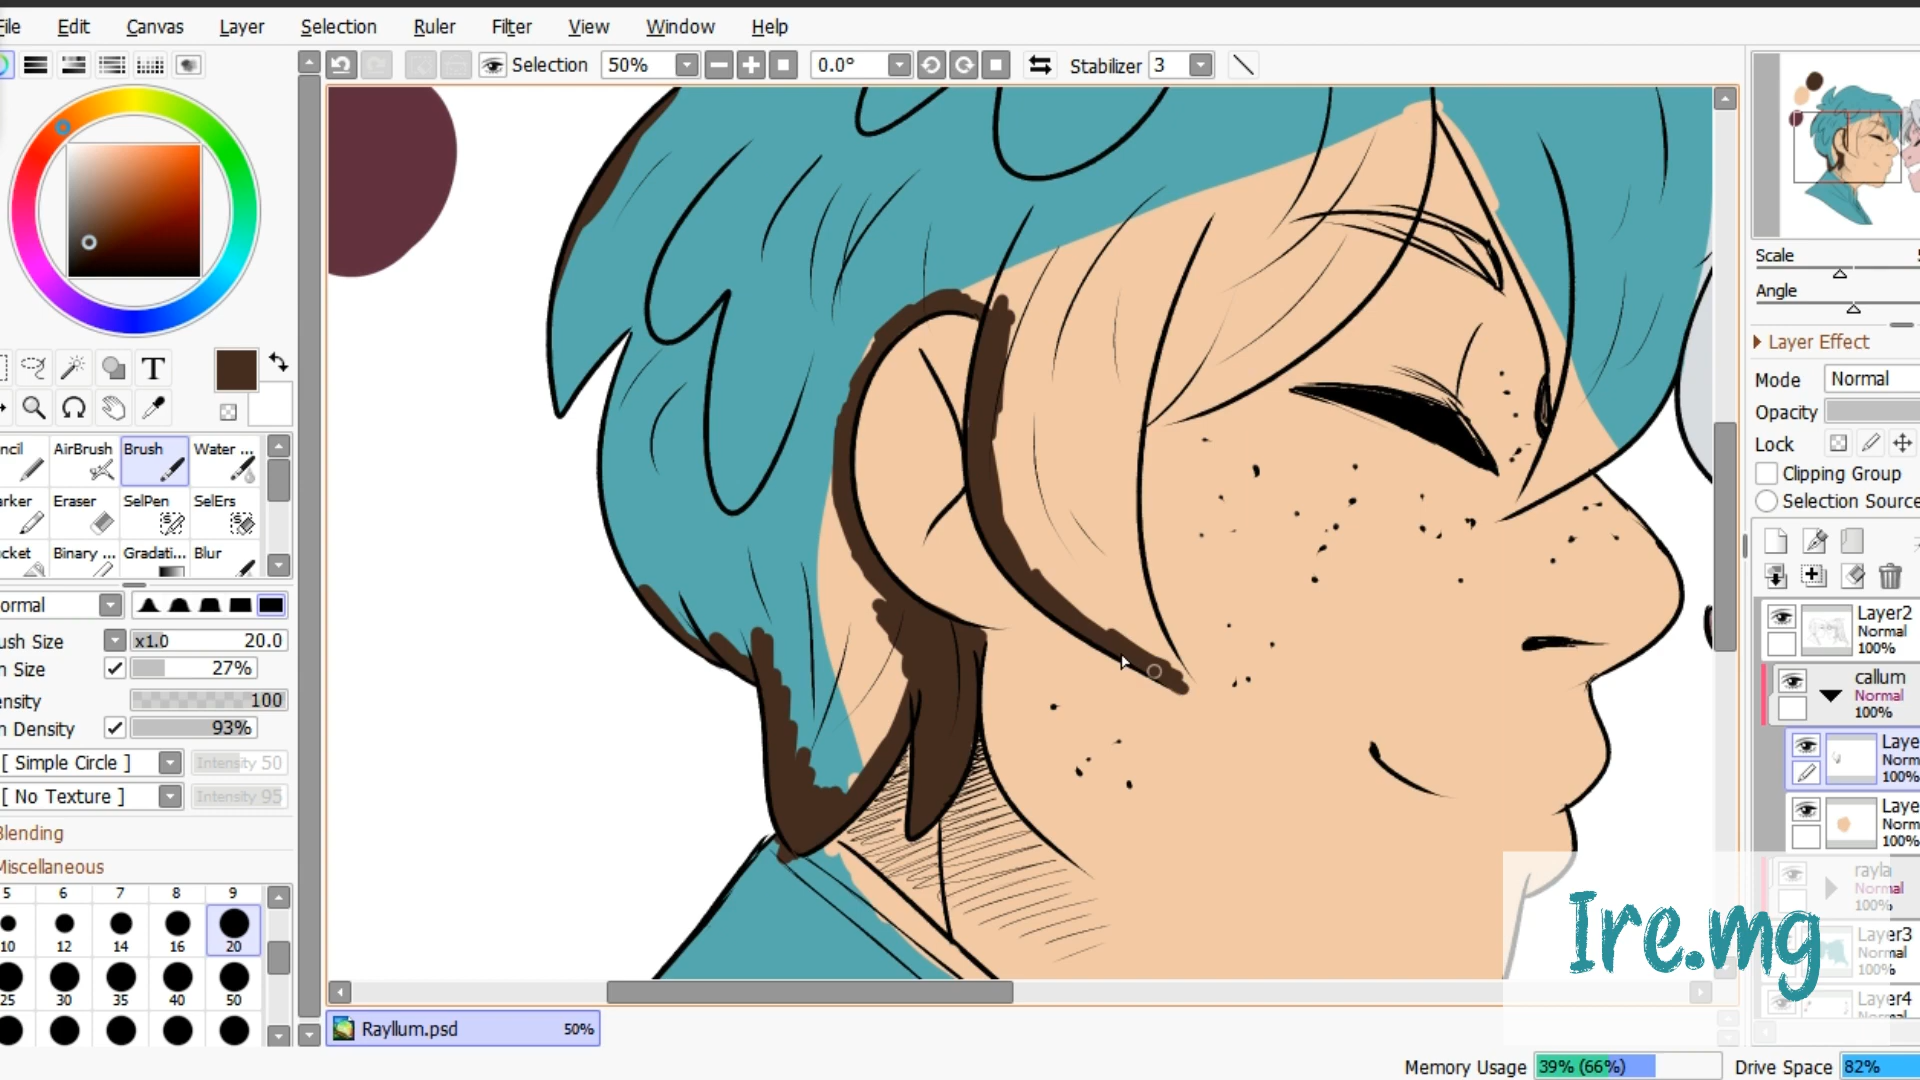 File Edit Canvas Layer Selection Ruler Filter View Window Help
Selection 50% 0.0° Stabilizer 3
Scale 5
Angle
Layer Effect
Mode Normal
Opacity
Lock
Clipping Group
Selection Source
T
ncil AirBrush Brush Water ...
arker Eraser SelPen SelErs
cket Binary ... Gradati... Blur
ormal
ush Size x1.0 20.0
n Size 27%
ensity 100
n Density 93%
[ Simple Circle ] Intensity 50
[ No Texture ] Intensity 95
Blending
Miscellaneous
5 6 7 8 9
10 12 14 16 20
25 30 35 40 50
Layer2
Normal
100%
callum
Normal
100%
Laye
Norm
100%
Laye
Norm
100%
rayla
Normal
100%
Layer3
Normal
100%
Layer4
Ire.mg
Rayllum.psd 50%
Memory Usage 39% (66%) Drive Space 82%